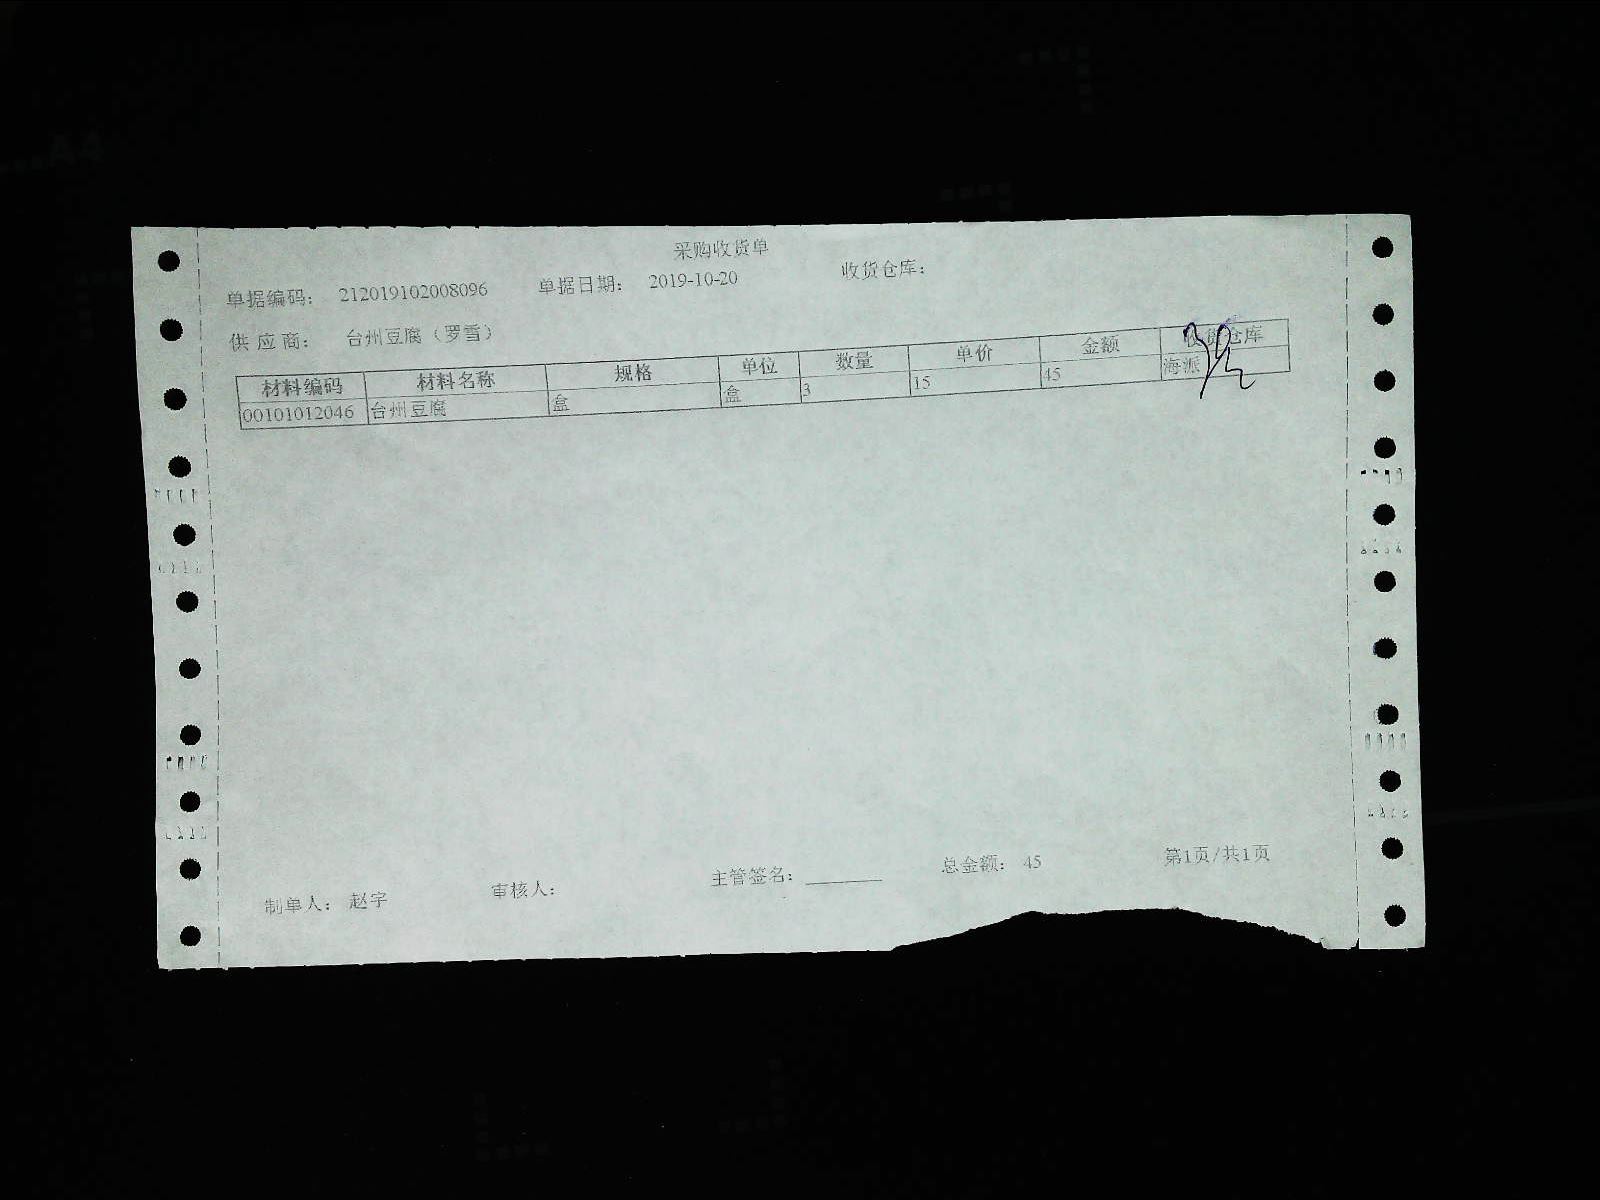 采购收货单
单据编码： 212019102008096 单据日期： 2019-10-20 收货仓库：
供应商： 台州豆腐（罗雪）
材料编码 材料名称 规格 单位 数量 单价 金额 收货仓库
00101012046 台州豆腐 盒 盒 3 15 45 海派
制单人： 赵宇 审核人： 主管签名： 总金额： 45 第1页/共1页